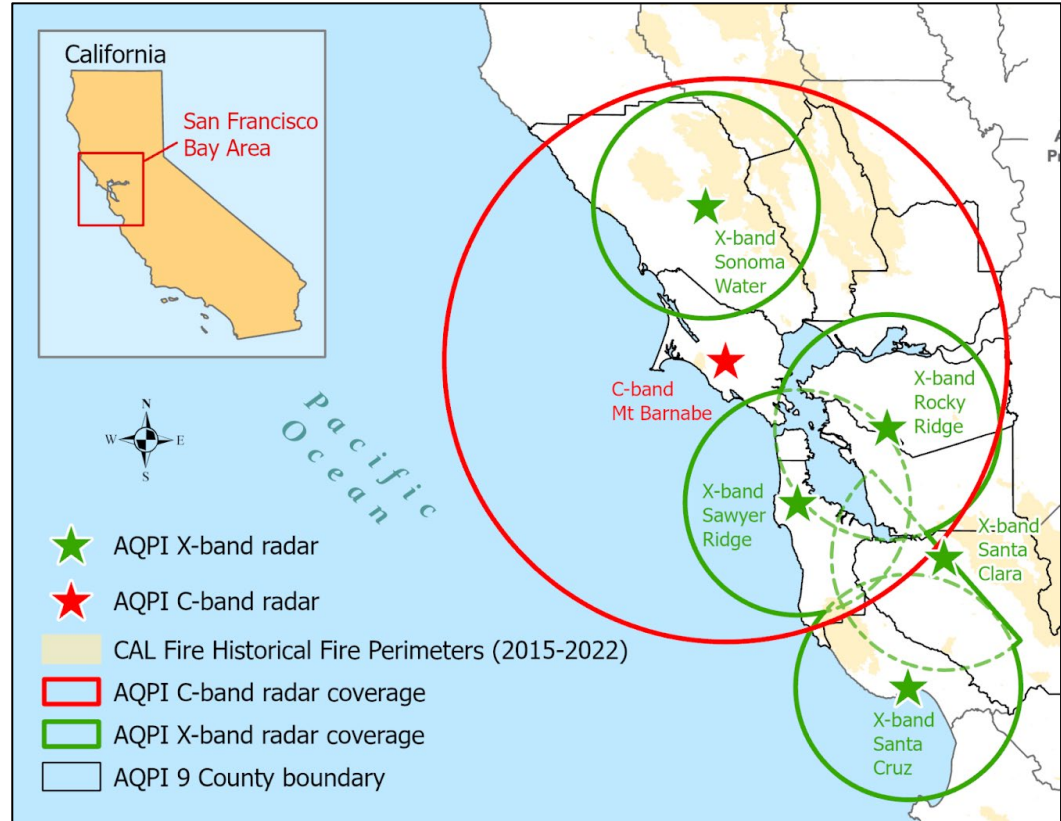 California
San Francisco
Bay Area
X-band
Sonoma
Water
C-band
Mt Barnabe
X-band
Rocky
Ridge
Pacific
Ocean
N
W
E
S
X-band
Sawyer
Ridge
X-band
Santa
Clara
X-band
Santa
Cruz
AQPI X-band radar
AQPI C-band radar
CAL Fire Historical Fire Perimeters (2015-2022)
AQPI C-band radar coverage
AQPI X-band radar coverage
AQPI 9 County boundary